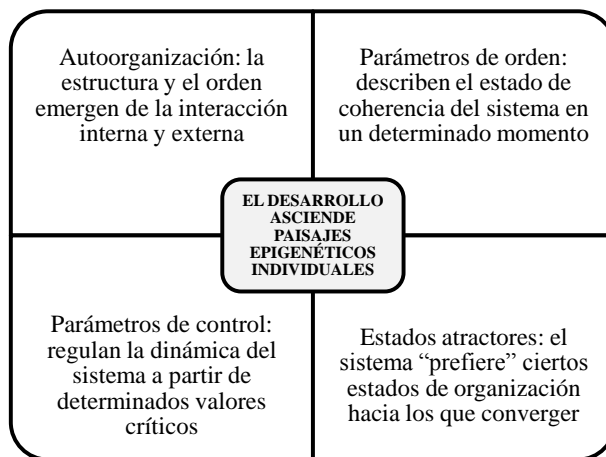 Autoorganización: la
estructura y el orden
emergen de la interacción
interna y externa
Parámetros de orden:
describen el estado de
coherencia del sistema en
un determinado momento
EL DESARROLLO
ASCIENDE
PAISAJES
EPIGENÉTICOS
INDIVIDUALES
Parámetros de control:
regulan la dinámica del
sistema a partir de
determinados valores
críticos
Estados atractores: el
sistema “prefiere” ciertos
estados de organización
hacia los que converger